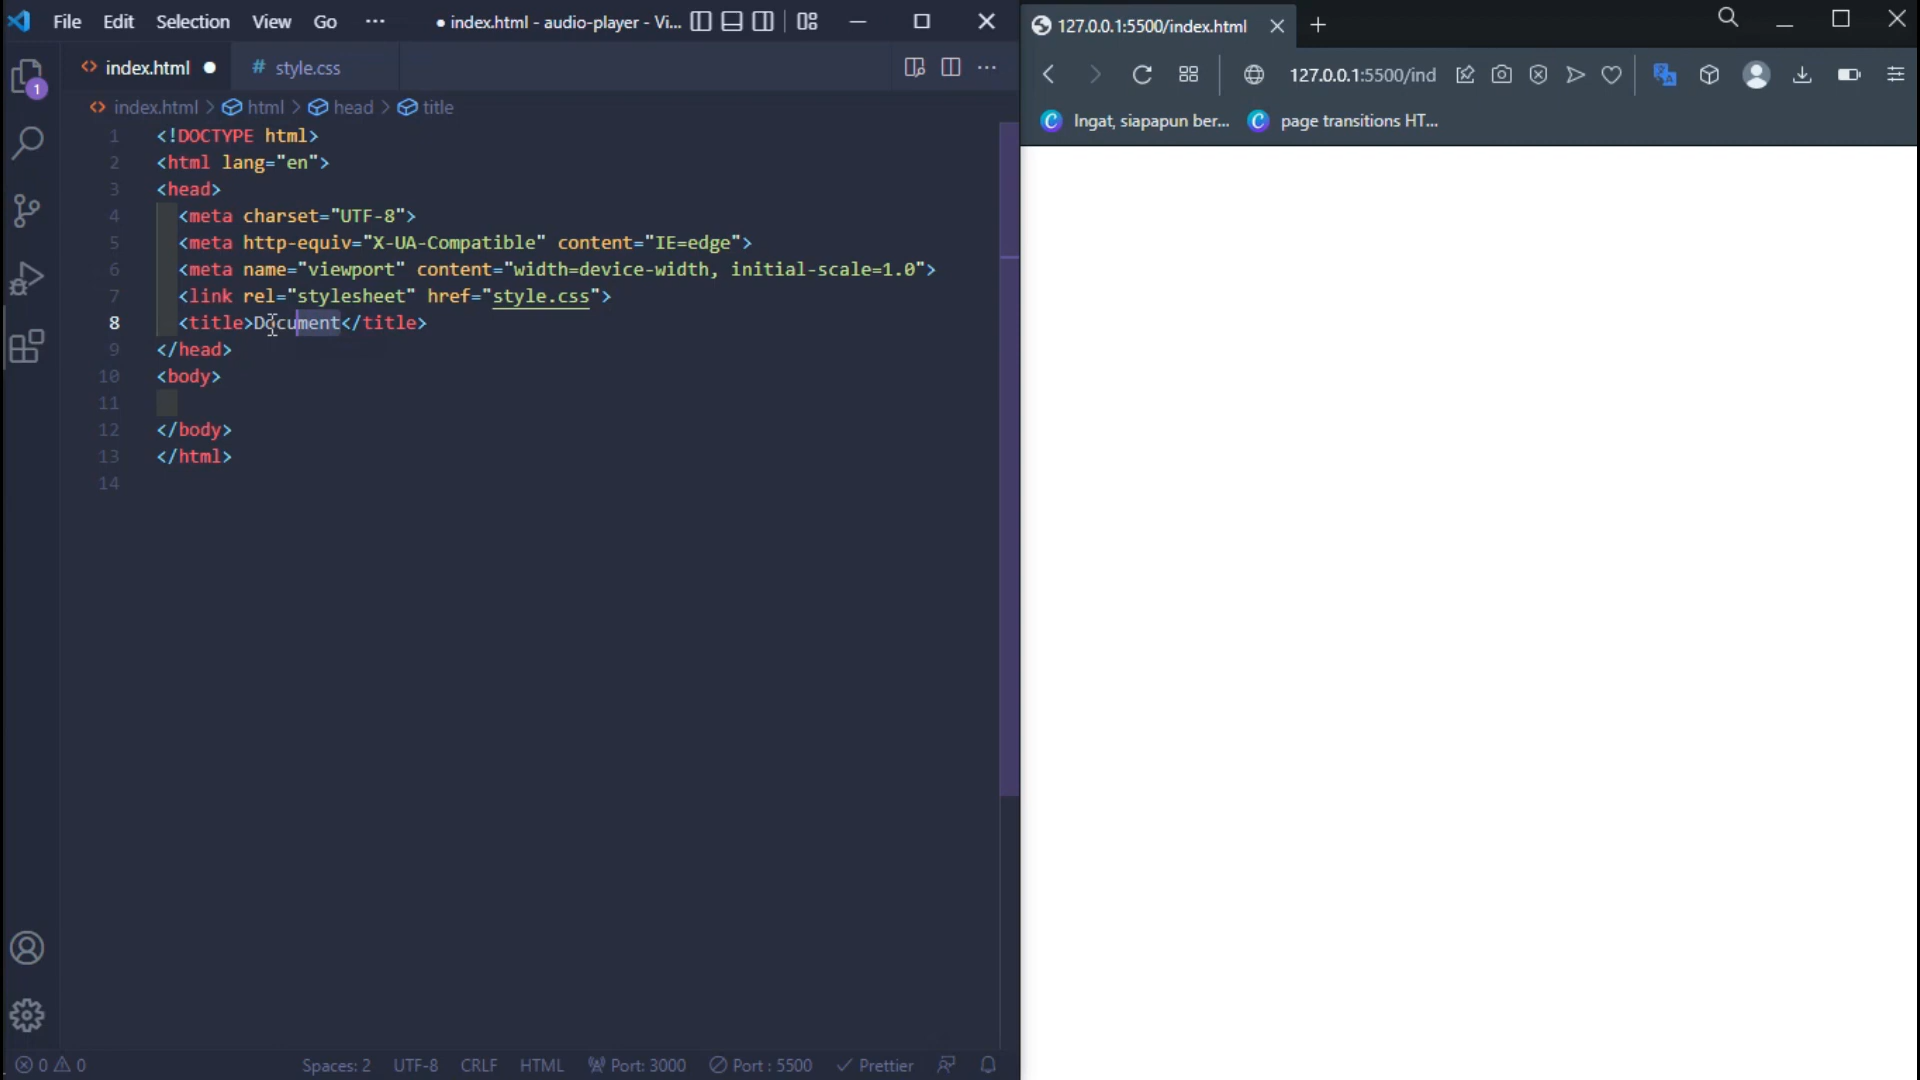 File Edit Selection View Go ··· ● index.html - audio-player - Vi...
index.html style.css
index.html > html > head > title
1 <!DOCTYPE html>
2 <html lang="en">
3 <head>
4 <meta charset="UTF-8">
5 <meta http-equiv="X-UA-Compatible" content="IE=edge">
6 <meta name="viewport" content="width=device-width, initial-scale=1.0">
7 <link rel="stylesheet" href="style.css">
8 <title>Document</title>
9 </head>
10 <body>
11
12 </body>
13 </html>
14
1
0 0 Spaces: 2 UTF-8 CRLF HTML Port: 3000 Port : 5500 Prettier
127.0.0.1:5500/index.html
127.0.0.1:5500/ind
Ingat, siapapun ber... page transitions HT...